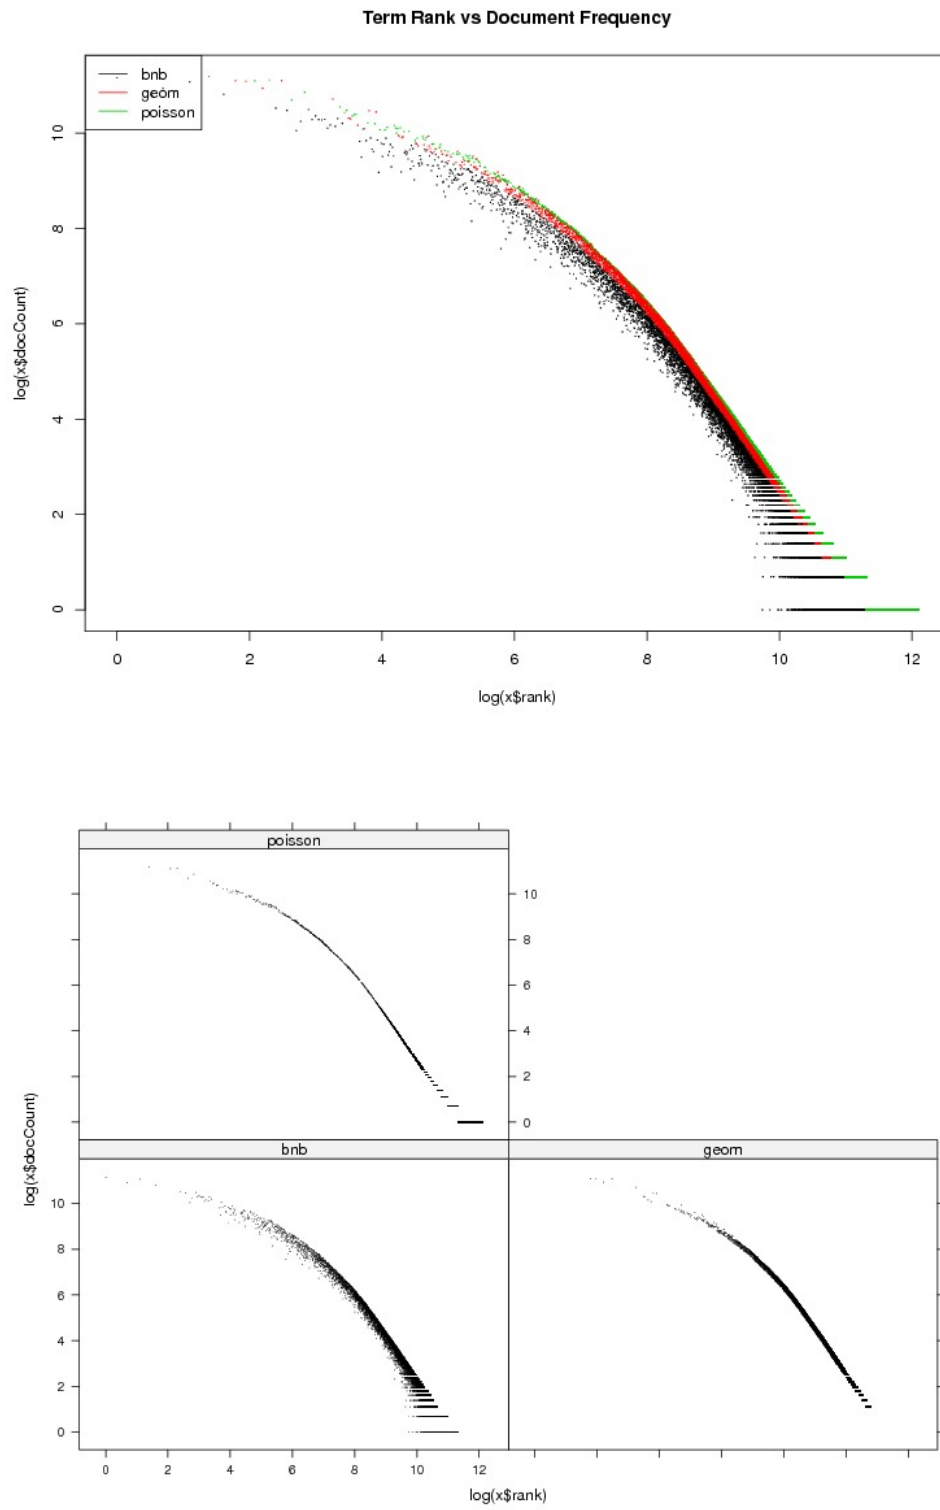 Term Rank vs Document Frequency
bnb
geom
poisson
log(x$docCount)
10
8
6
4
2
0
0 2 4 6 8 10 12
log(x$rank)
poisson
10
8
6
4
2
0
log(x$docCount)
bnb geom
10
8
6
4
2
0
0 2 4 6 8 10 12
log(x$rank)